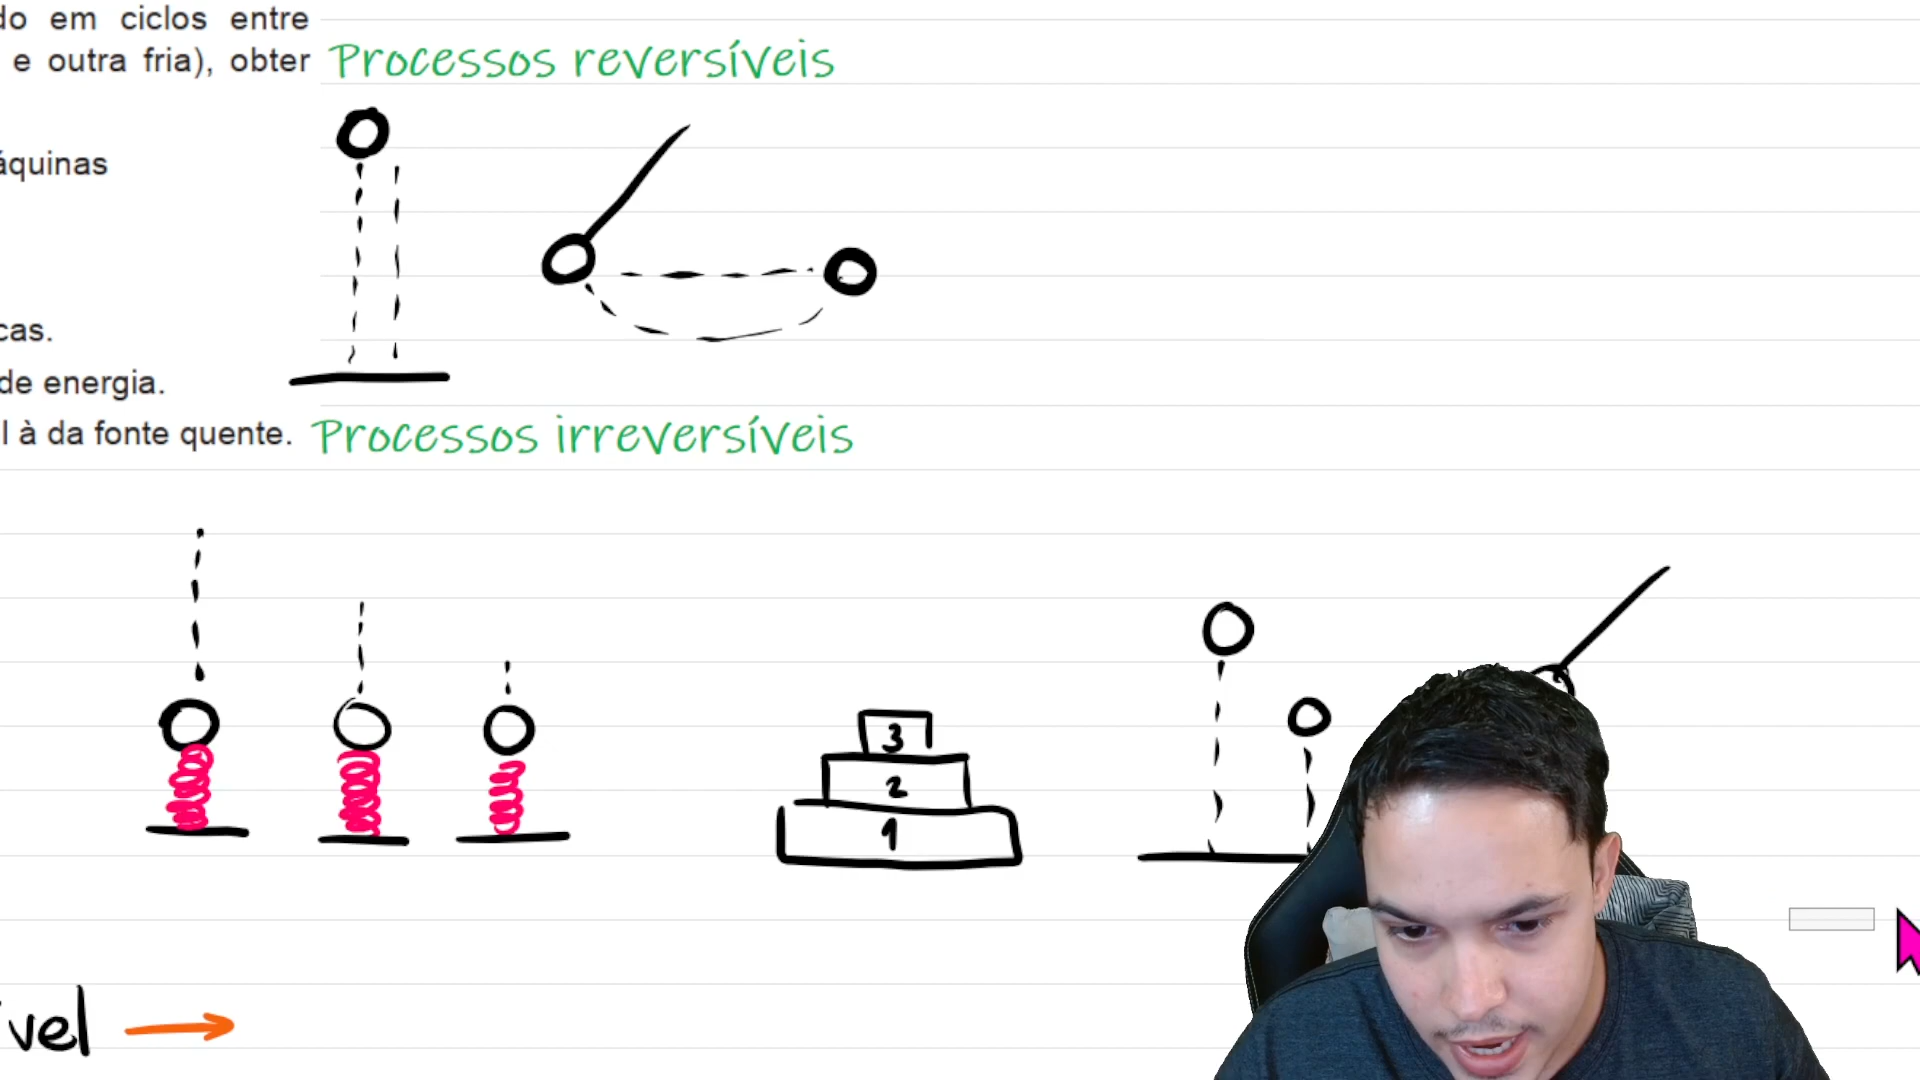 do em ciclos entre
e outra fria), obter
Processos reversíveis
áquinas
cas.
de energia.
l à da fonte quente.
Processos irreversíveis
3
2
1
vel